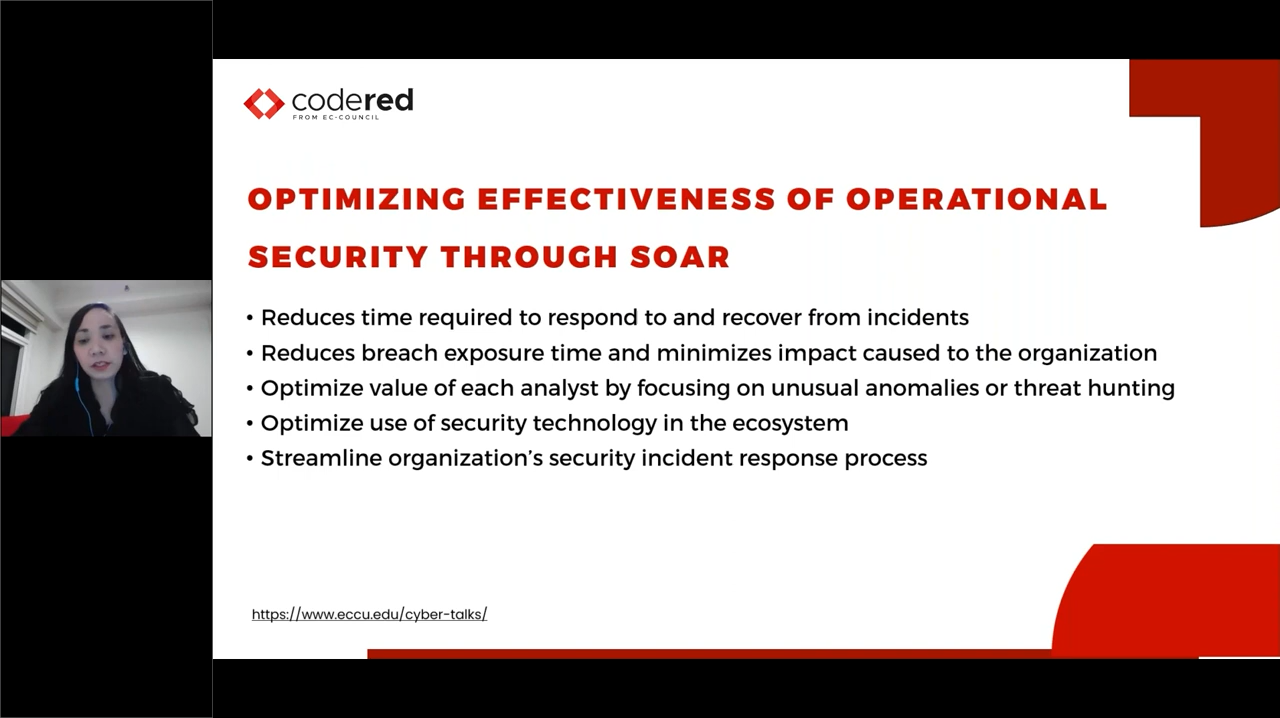 codered
FROM EC-COUNCIL
OPTIMIZING EFFECTIVENESS OF OPERATIONAL
SECURITY THROUGH SOAR
• Reduces time required to respond to and recover from incidents
• Reduces breach exposure time and minimizes impact caused to the organization
• Optimize value of each analyst by focusing on unusual anomalies or threat hunting
• Optimize use of security technology in the ecosystem
• Streamline organization’s security incident response process
https://www.eccu.edu/cyber-talks/